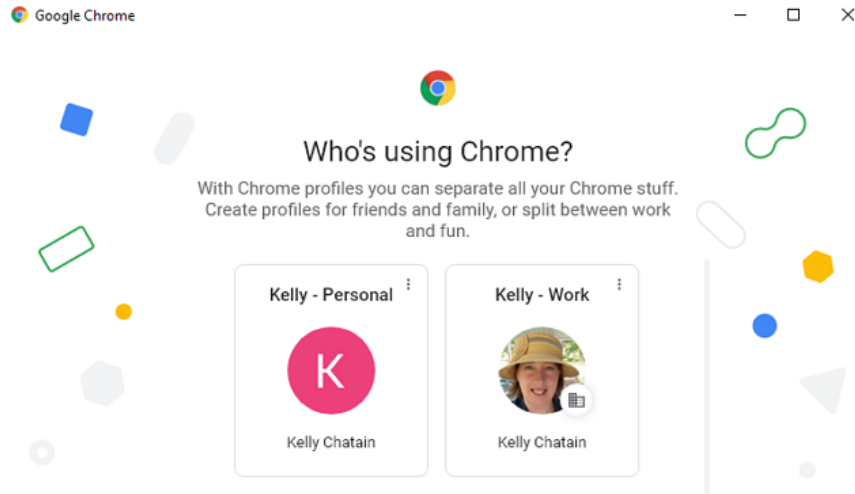 Google Chrome
Who's using Chrome?
With Chrome profiles you can separate all your Chrome stuff.
Create profiles for friends and family, or split between work
and fun.
Kelly - Personal
Kelly - Work
K
Kelly Chatain
Kelly Chatain